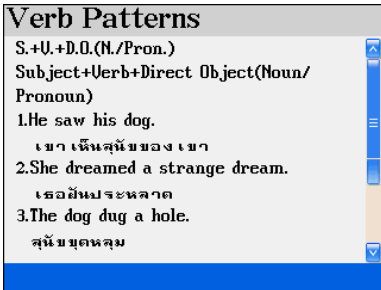 Verb Patterns
S.+V.+D.O.(N./Pron.)
Subject+Verb+Direct Object(Noun/
Pronoun)
1.He saw his dog.
เขา เห็นสุนัขของ เขา
2.She dreamed a strange dream.
เธอฝันประหลาด
3.The dog dug a hole.
สุนัขขุดหลุม